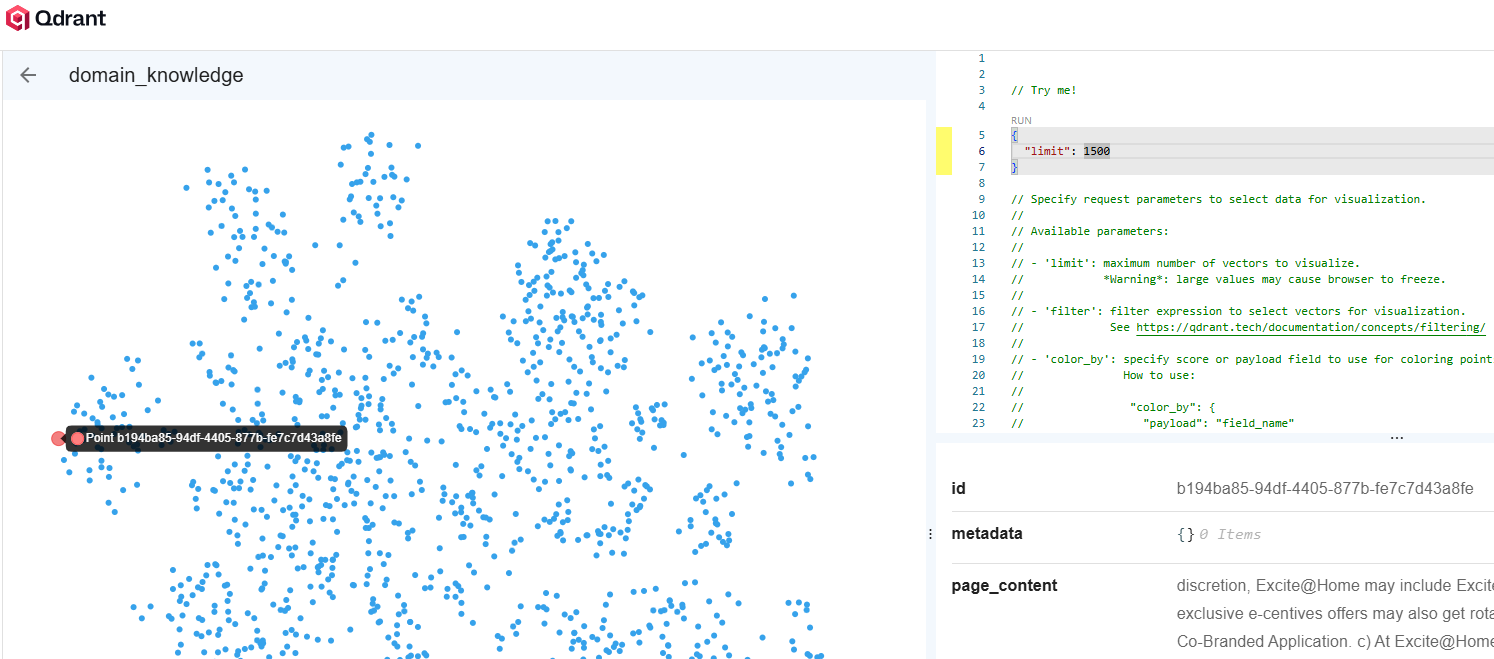 Qdrant
domain_knowledge
Point b194ba85-94df-4405-877b-fe7c7d43a8fe
1
2
3 // Try me!
4
RUN
5 {
6 "limit": 1500
7 }
8
9 // Specify request parameters to select data for visualization.
10 //
11 // Available parameters:
12 //
13 // - 'limit': maximum number of vectors to visualize.
14 // *Warning*: large values may cause browser to freeze.
15 //
16 // - 'filter': filter expression to select vectors for visualization.
17 // See https://qdrant.tech/documentation/concepts/filtering/
18 //
19 // - 'color_by': specify score or payload field to use for coloring point
20 // How to use:
21 //
22 // "color_by": {
23 // "payload": "field_name"
id b194ba85-94df-4405-877b-fe7c7d43a8fe
metadata {} 0 Items
page_content discretion, Excite@Home may include Excite
exclusive e-centives offers may also get rota
Co-Branded Application. c) At Excite@Home